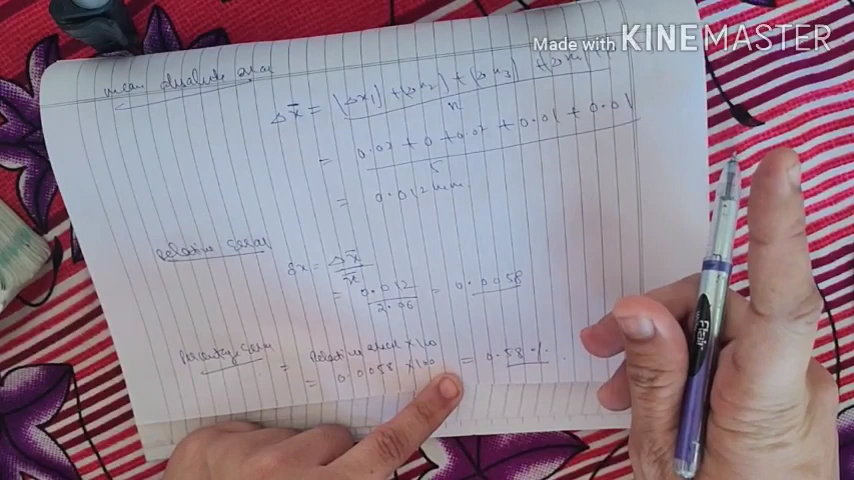 Made with KINEMASTER
mean absolute error
Δx̄ = (Δx1) + (Δx2) + (Δx3) +
n
= 0.02 + 0 + 0.02 + 0.01 + 0.01
5
= 0.012 mm
Relative error
δx = Δx̄
x̄
= 0.012 = 0.0058
2.06
Percentage error = Relative error × 100
= 0.0058 × 100 = 0.58 %.
Flair